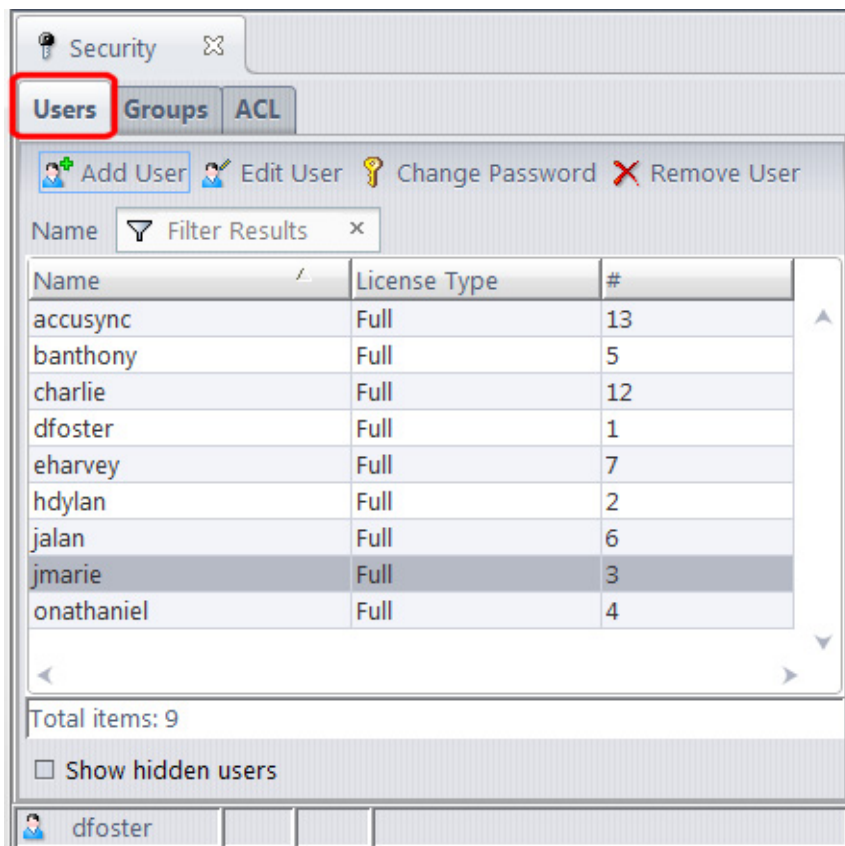 Security
Users Groups ACL
Add User Edit User Change Password Remove User
Name Filter Results
Name License Type #
accusync Full 13
banthony Full 5
charlie Full 12
dfoster Full 1
eharvey Full 7
hdylan Full 2
jalan Full 6
jmarie Full 3
onathaniel Full 4
Total items: 9
Show hidden users
dfoster